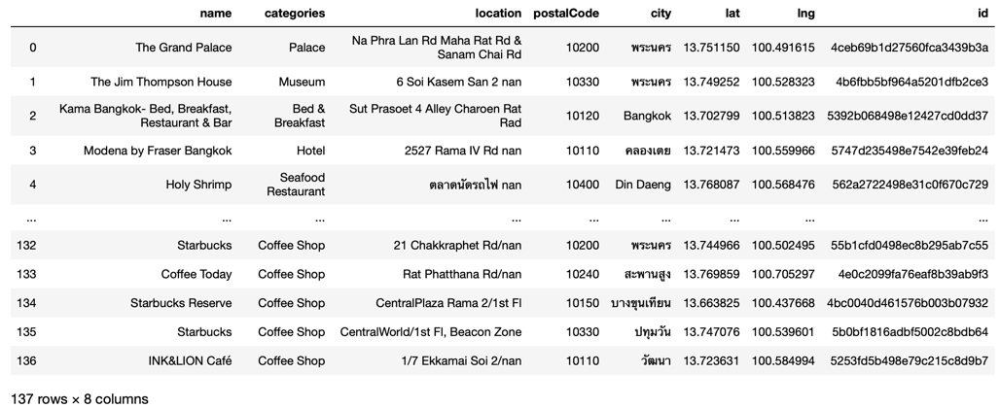 name categories location postalCode city lat lng id
0 The Grand Palace Palace Na Phra Lan Rd Maha Rat Rd & Sanam Chai Rd 10200 พระนคร 13.751150 100.491615 4ceb69b1d27560fca3439b3a
1 The Jim Thompson House Museum 6 Soi Kasem San 2 nan 10330 พระนคร 13.749252 100.528323 4b6fbb5bf964a5201dfb2ce3
2 Kama Bangkok- Bed, Breakfast, Restaurant & Bar Bed & Breakfast Sut Prasoet 4 Alley Charoen Rat Rad 10120 Bangkok 13.702799 100.513823 5392b068498e12427cd0dd37
3 Modena by Fraser Bangkok Hotel 2527 Rama IV Rd nan 10110 คลองเตย 13.721473 100.559966 5747d235498e7542e39feb24
4 Holy Shrimp Seafood Restaurant ตลาดนัดรถไฟ nan 10400 Din Daeng 13.768087 100.568476 562a2722498e31c0f670c729
... ... ... ... ... ... ... ... ...
132 Starbucks Coffee Shop 21 Chakkraphet Rd/nan 10200 พระนคร 13.744966 100.502495 55b1cfd0498ec8b295ab7c55
133 Coffee Today Coffee Shop Rat Phatthana Rd/nan 10240 สะพานสูง 13.769859 100.705297 4e0c2099fa76eaf8b39ab9f3
134 Starbucks Reserve Coffee Shop CentralPlaza Rama 2/1st Fl 10150 บางขุนเทียน 13.663825 100.437668 4bc0040d461576b003b07932
135 Starbucks Coffee Shop CentralWorld/1st Fl, Beacon Zone 10330 ปทุมวัน 13.747076 100.539601 5b0bf1816adbf5002c8bdb64
136 INK&LION Café Coffee Shop 1/7 Ekkamai Soi 2/nan 10110 วัฒนา 13.723631 100.584994 5253fd5b498e79c215c8d9b7
137 rows × 8 columns